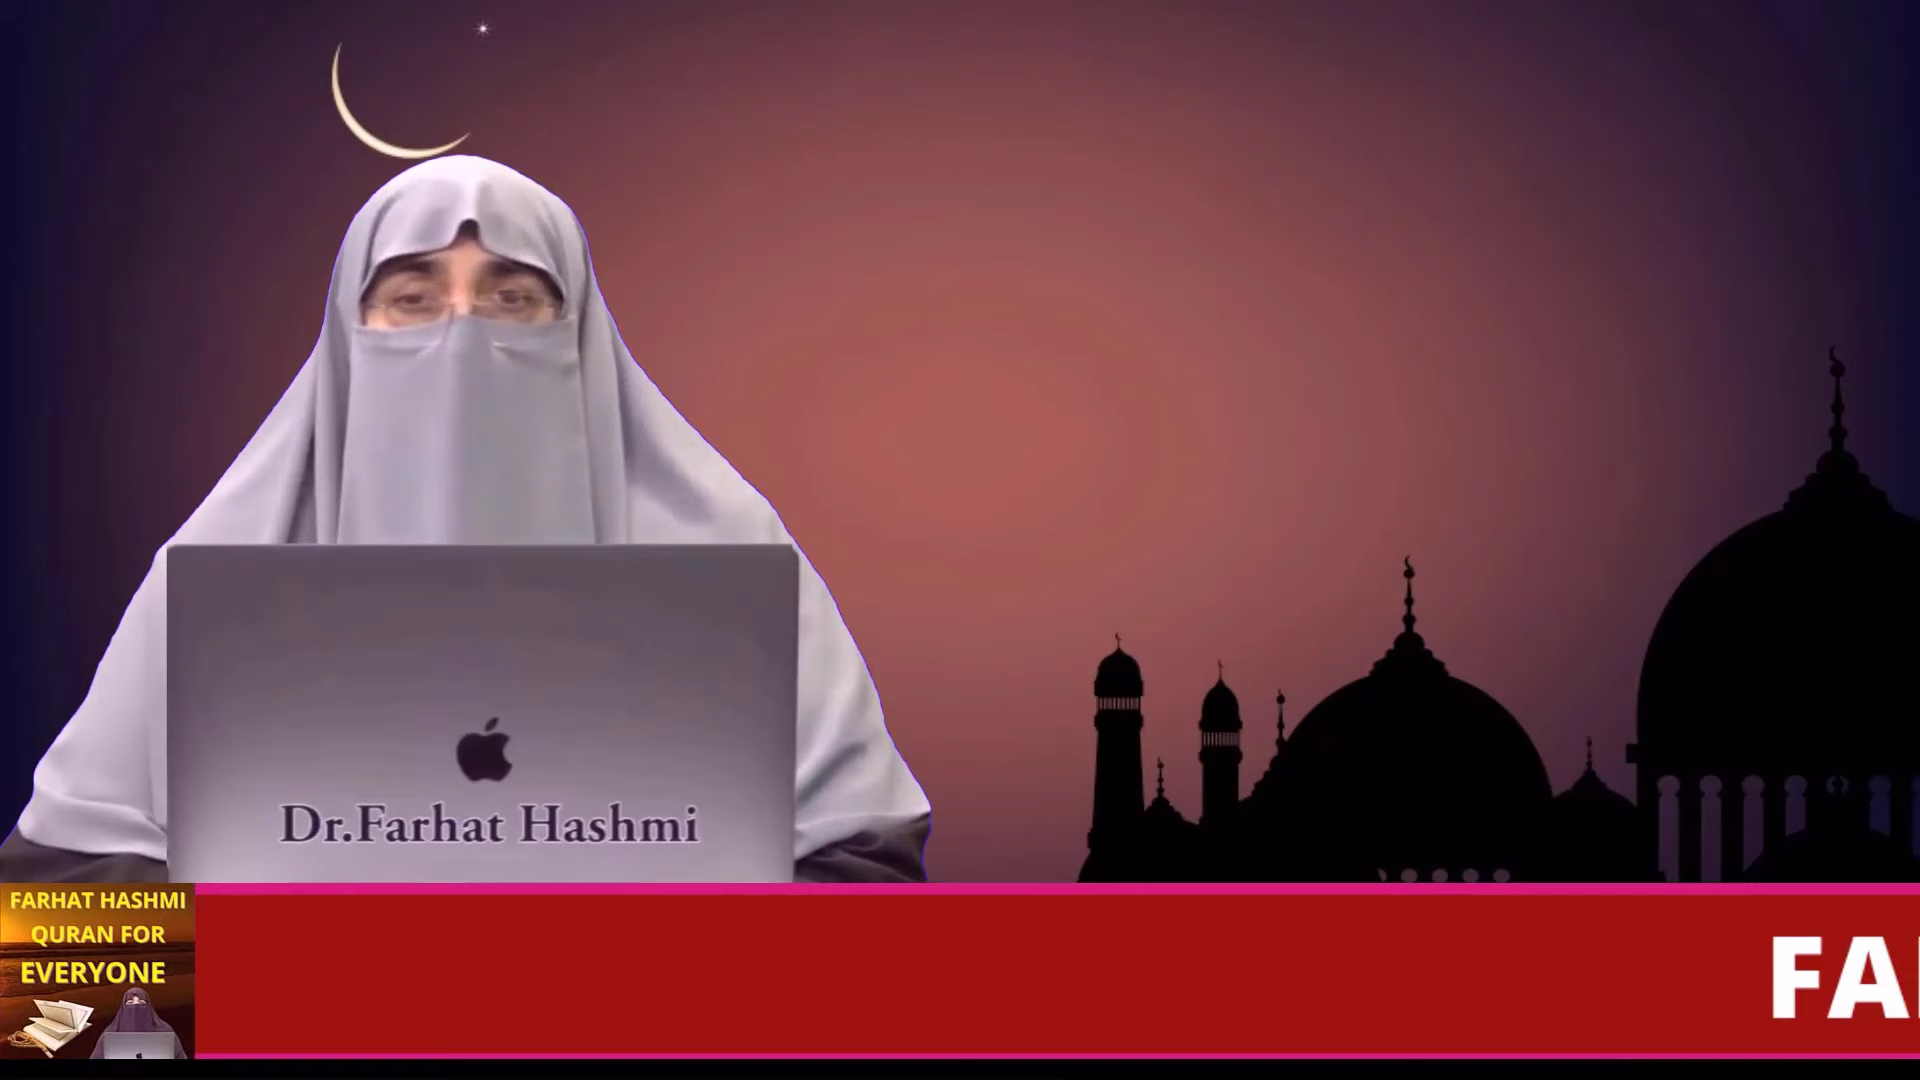 Dr.Farhat Hashmi
FARHAT HASHMI
QURAN FOR
EVERYONE
FA